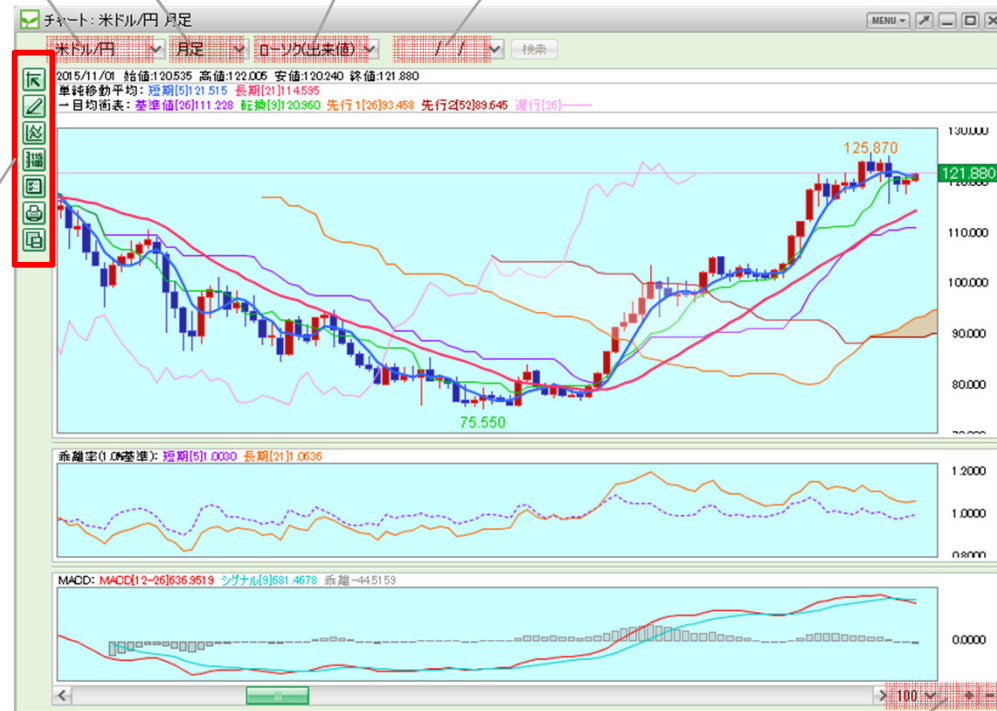 チャート: 米ドル/円 月足
MENU
米ドル/円 月足 ローソク(出来値) / / 検索
2015/11/01 始値:120.535 高値:122.005 安値:120.240 終値:121.880
単純移動平均: 短期[5]121.515 長期[21]114.595
一目均衡表: 基準値[26]111.228 転換[9]120.960 先行1[26]93.458 先行2[52]89.645 遅行[26]
130.000
125.870
121.880
120.000
110.000
100.000
90.000
80.000
75.550
70.000
乖離率(1.0%基準): 短期[5]1.0030 長期[21]1.0636
1.2000
1.0000
0.8000
MACD: MACD[12-26]636.9519 シグナル[9]681.4678 乖離-44.5159
0.0000
100